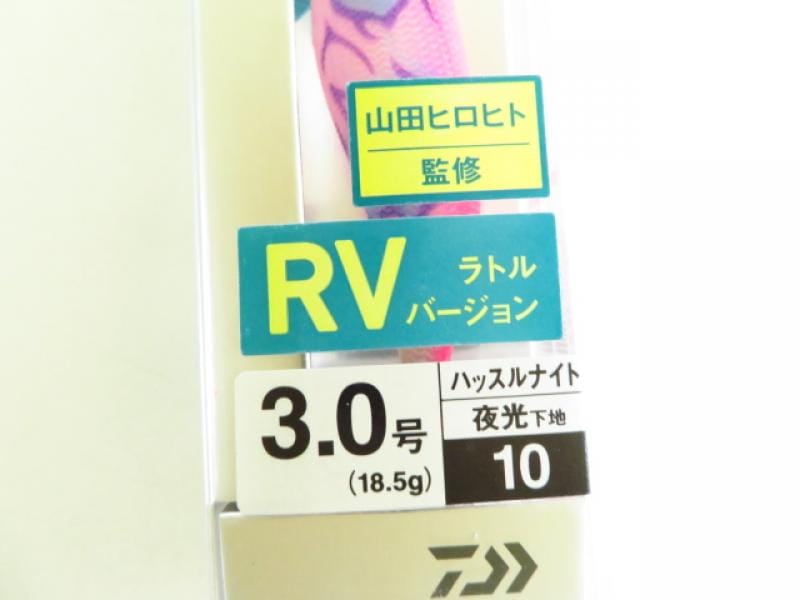 山田ヒロヒト
監修
RV
ラトル
バージョン
3.0号
(18.5g)
ハッスルナイト
夜光下地
10